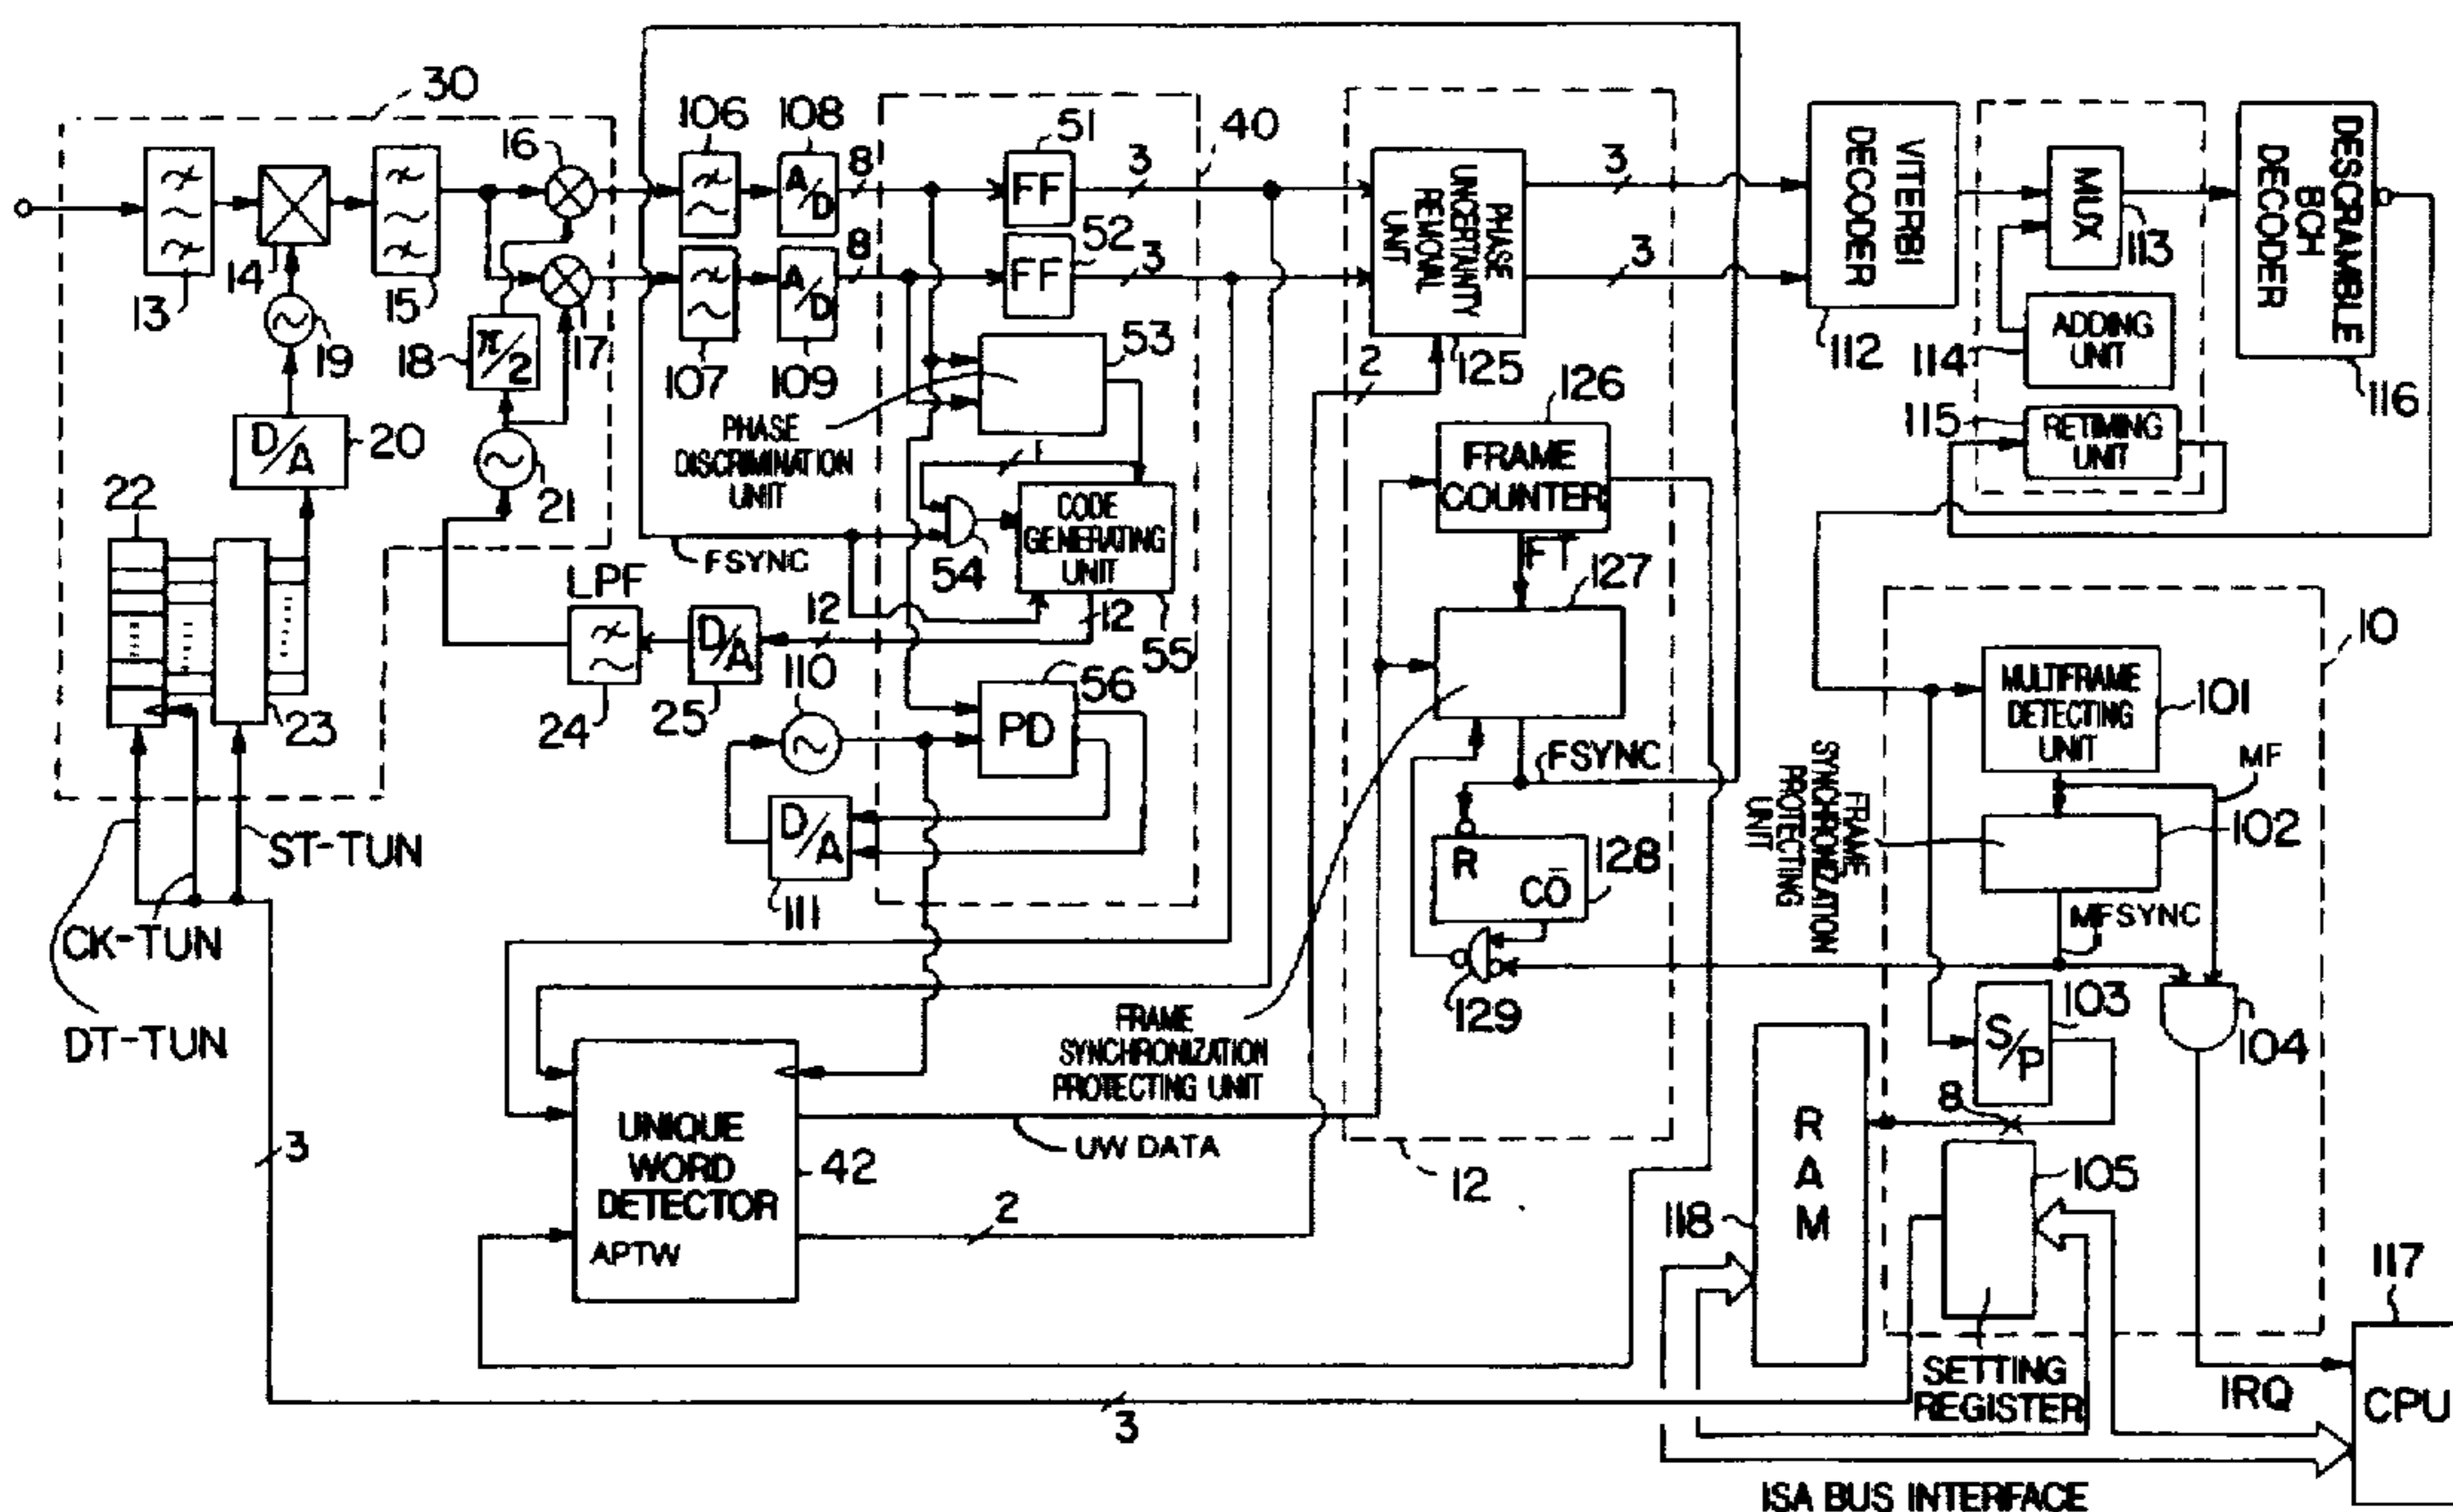 30
13
14
15
16
17
18
π/2
19
D/A
20
21
22
23
LPF
24
D/A
25
CK-TUN
DT-TUN
ST-TUN
3
106
107
A/D
108
A/D
109
8
8
40
FF
51
FF
52
3
3
53
PHASE
DISCRIMINATION
UNIT
FSYNC
54
CODE
GENERATING
UNIT
55
12
12
110
PD
56
D/A
111
UNIQUE
WORD
DETECTOR
APTW
42
UW DATA
2
2
PHASE
UNCERTAINTY
REMOVAL
UNIT
125
3
3
FRAME
COUNTER
126
127
FSYNC
R
CO
128
129
FRAME
SYNCHRONIZATION
PROTECTING UNIT
12
VITERBI
DECODER
112
MUX
113
ADDING
UNIT
114
RETIMING
UNIT
115
DESCRAMBLE
BCH
DECODER
116
10
MULTIFRAME
DETECTING
UNIT
101
MF
102
FRAME
SYNCHRONIZATION
PROTECTING
UNIT
MFSYNC
S/P
103
104
8
105
SETTING
REGISTER
RAM
118
117
CPU
IRQ
3
ISA BUS INTERFACE